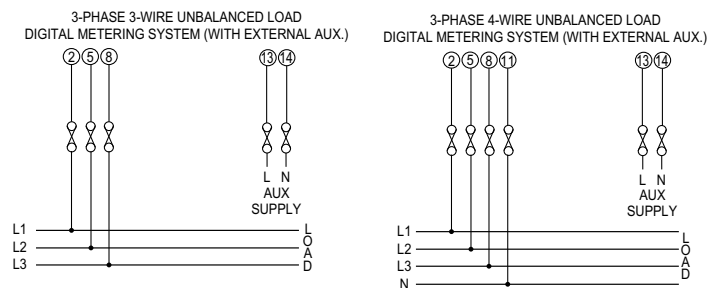 3-PHASE 3-WIRE UNBALANCED LOAD
DIGITAL METERING SYSTEM (WITH EXTERNAL AUX.)
2 5 8 13 14
L N
AUX
SUPPLY
L1
L2
L3
LOAD
3-PHASE 4-WIRE UNBALANCED LOAD
DIGITAL METERING SYSTEM (WITH EXTERNAL AUX.)
2 5 8 11 13 14
L N
AUX
SUPPLY
L1
L2
L3
N
LOAD